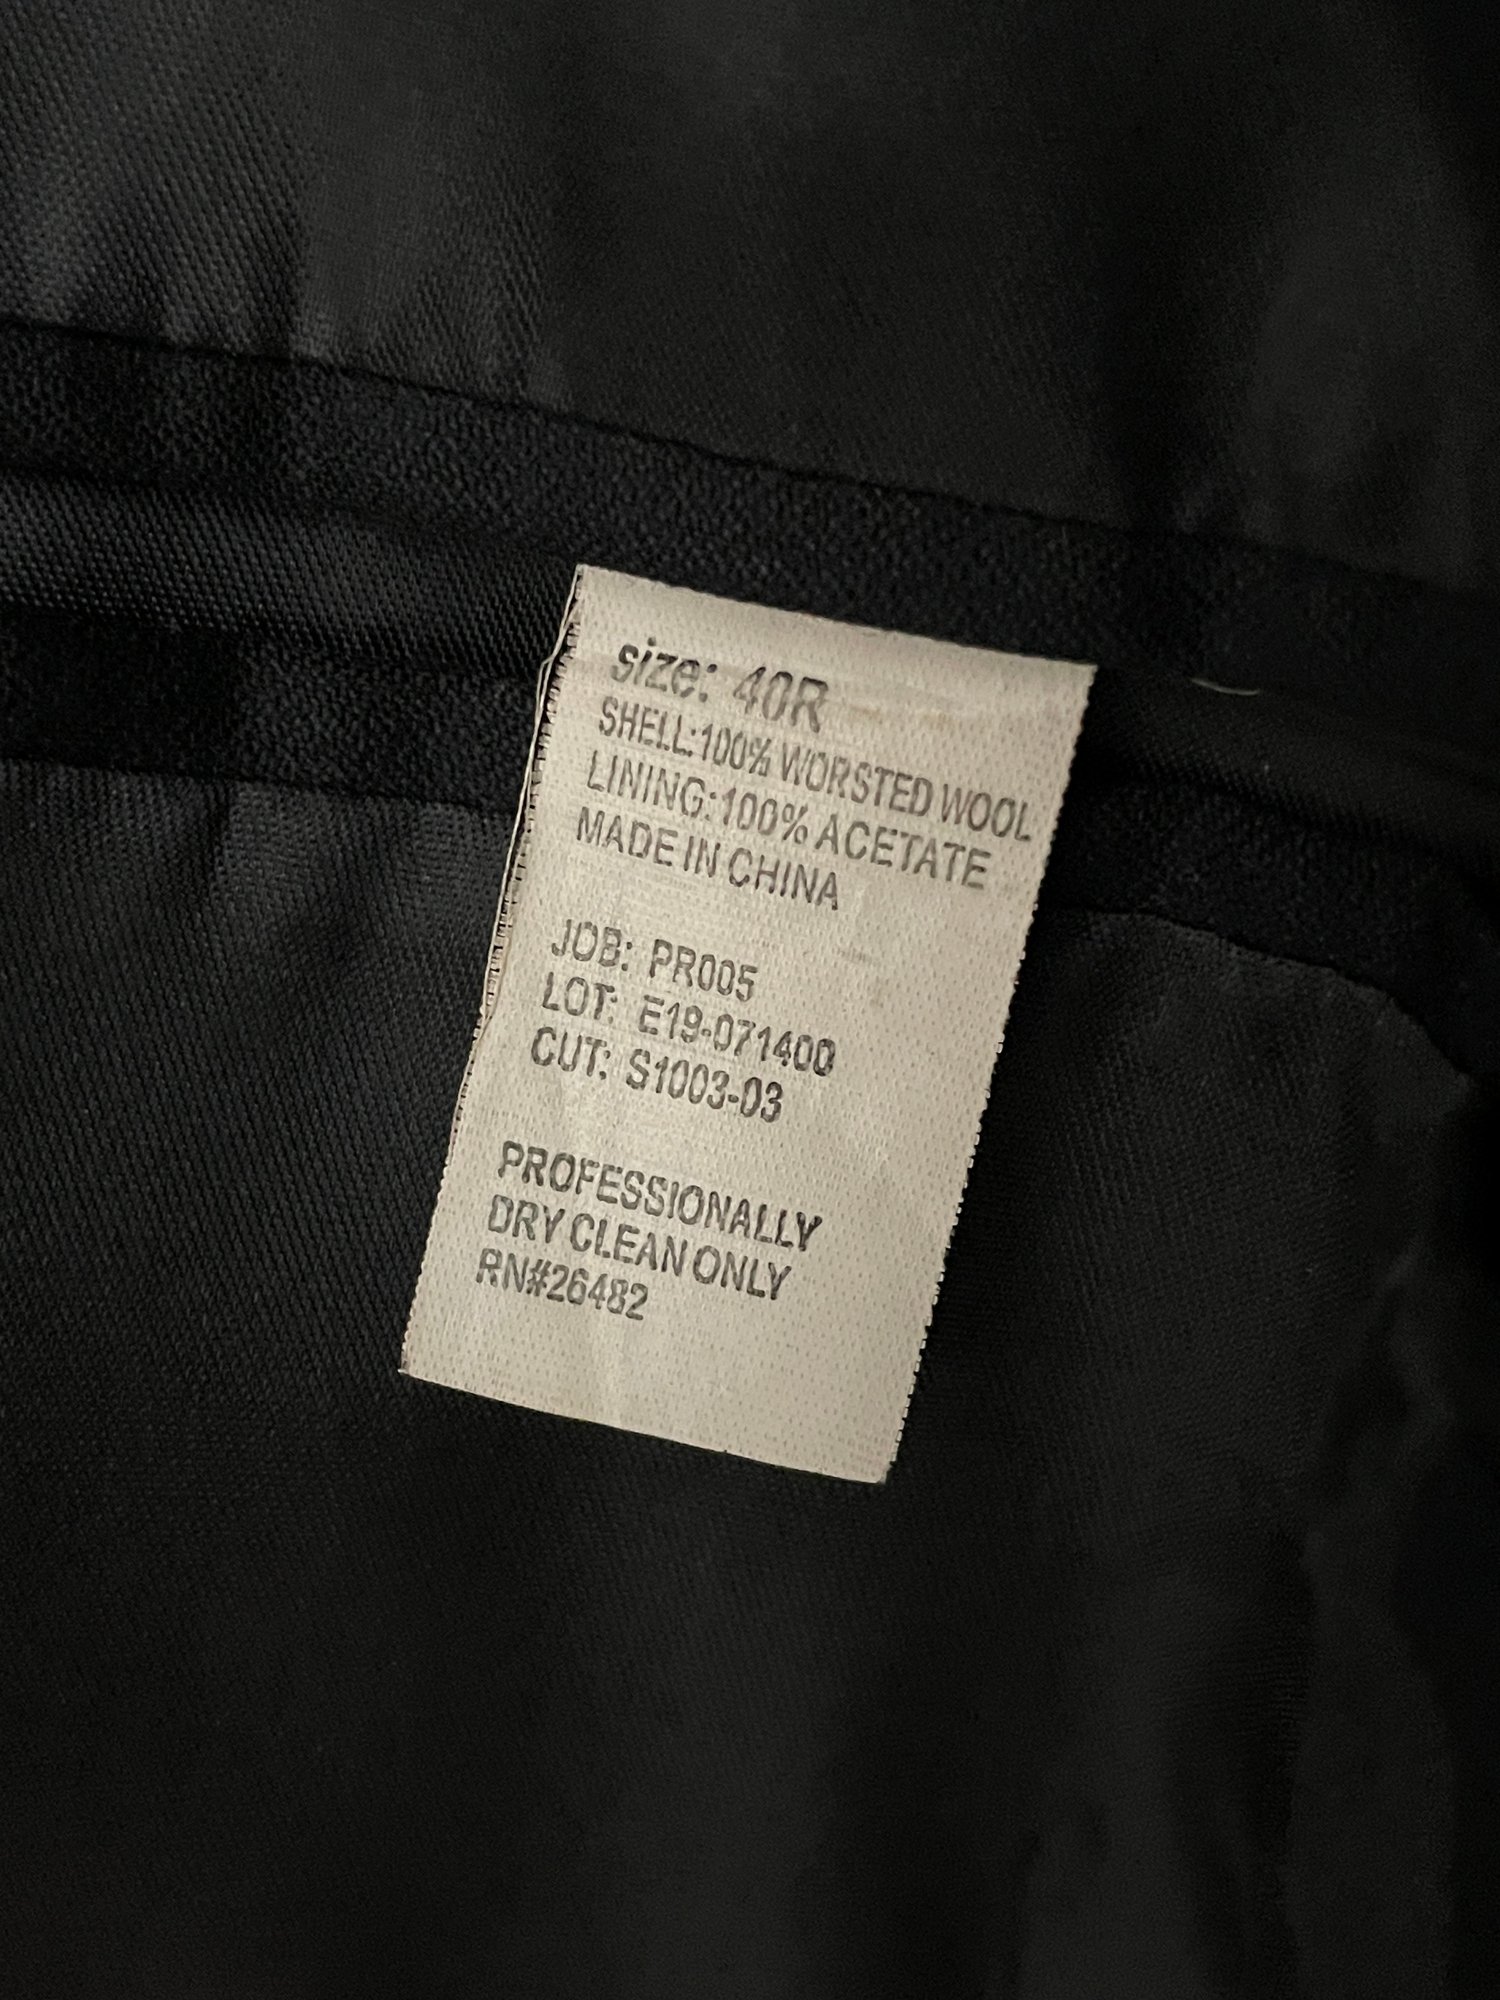 size: 40R
SHELL:100% WORSTED WOOL
LINING:100% ACETATE
MADE IN CHINA
JOB: PR005
LOT: E19-071400
CUT: S1003-03
PROFESSIONALLY
DRY CLEAN ONLY
RN#26482